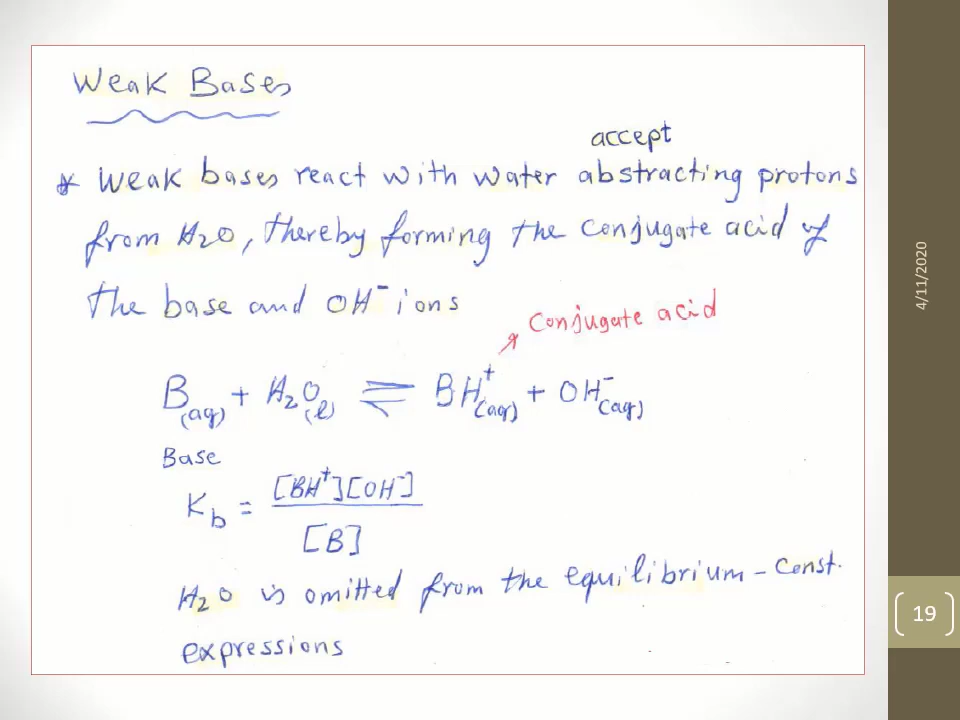 Weak Bases
accept
* Weak bases react with water abstracting protons
from H₂O, thereby forming the conjugate acid of
the base and OH⁻ ions
Conjugate acid
B(aq) + H₂O(l) ⇌ BH⁺(aq) + OH⁻(aq)
Base
K_b = [BH⁺][OH⁻] / [B]
H₂O is omitted from the equilibrium-const.
expressions
4/11/2020
19